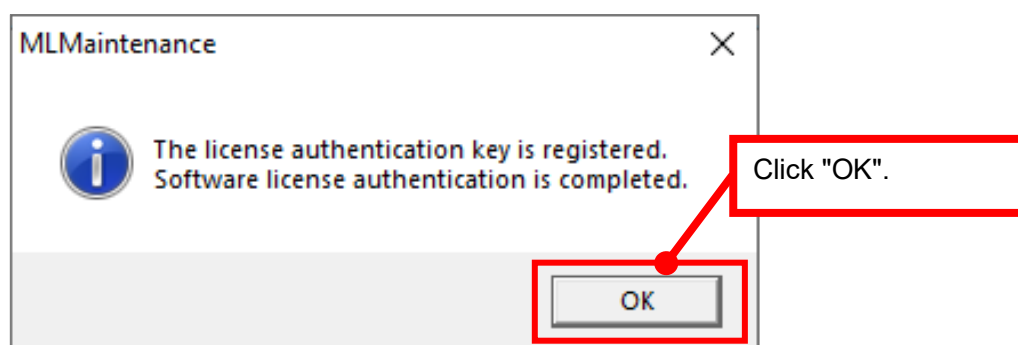 MLMaintenance
The license authentication key is registered.
Software license authentication is completed.
Click "OK".
OK